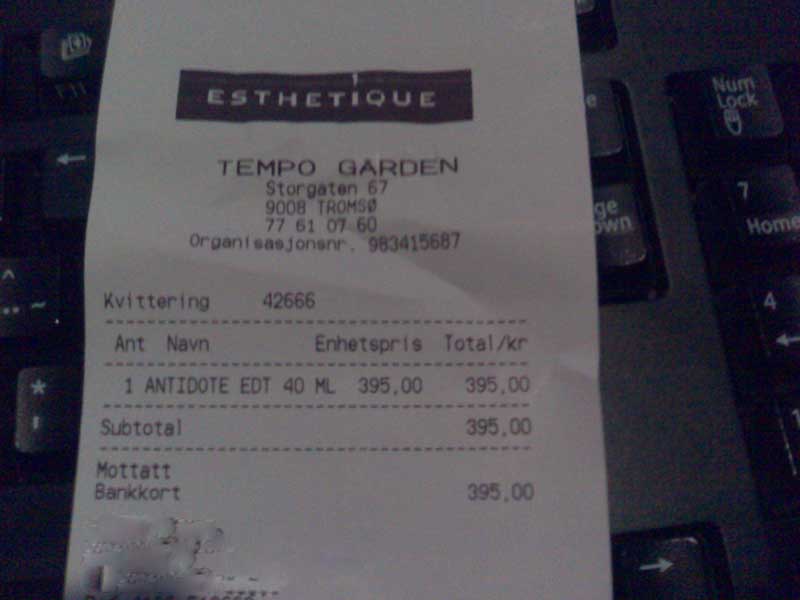 ESTHETIQUE
TEMPO GARDEN
Storgaten 67
9008 TROMSØ
77 61 07 60
Organisasjonsnr. 983415687
Kvittering 42666
Ant Navn Enhetspris Total/kr
1 ANTIDOTE EDT 40 ML 395,00 395,00
Subtotal 395,00
Mottatt
Bankkort 395,00
F11
Num
Lock
7
Home
4
1
*
'
^
¨ ~
←
→